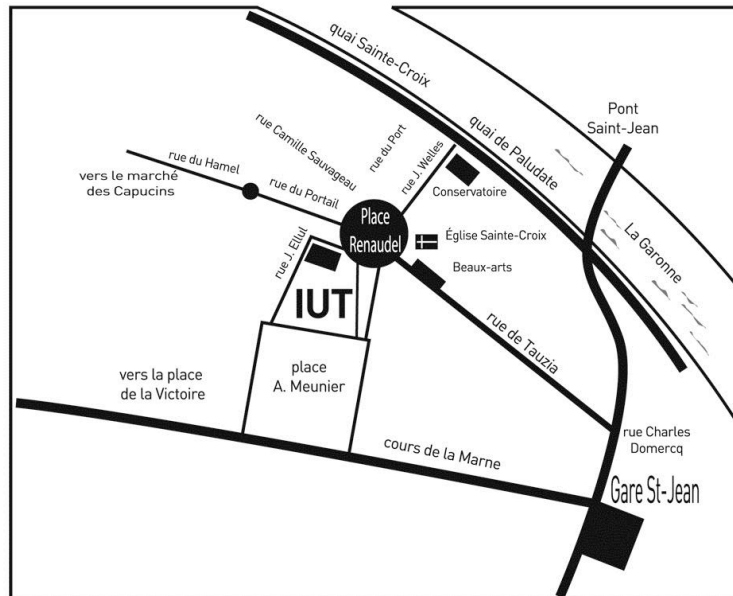 quai Sainte-Croix
quai de Paludate
Pont
Saint-Jean
La Garonne
rue Camille Sauvageau
rue du Port
rue J. Welles
Conservatoire
rue du Hamel
vers le marché
des Capucins
rue du Portail
Place
Renaudel
Église Sainte-Croix
Beaux-arts
rue J. Ellul
IUT
rue de Tauzia
vers la place
de la Victoire
place
A. Meunier
cours de la Marne
rue Charles
Domercq
Gare St-Jean